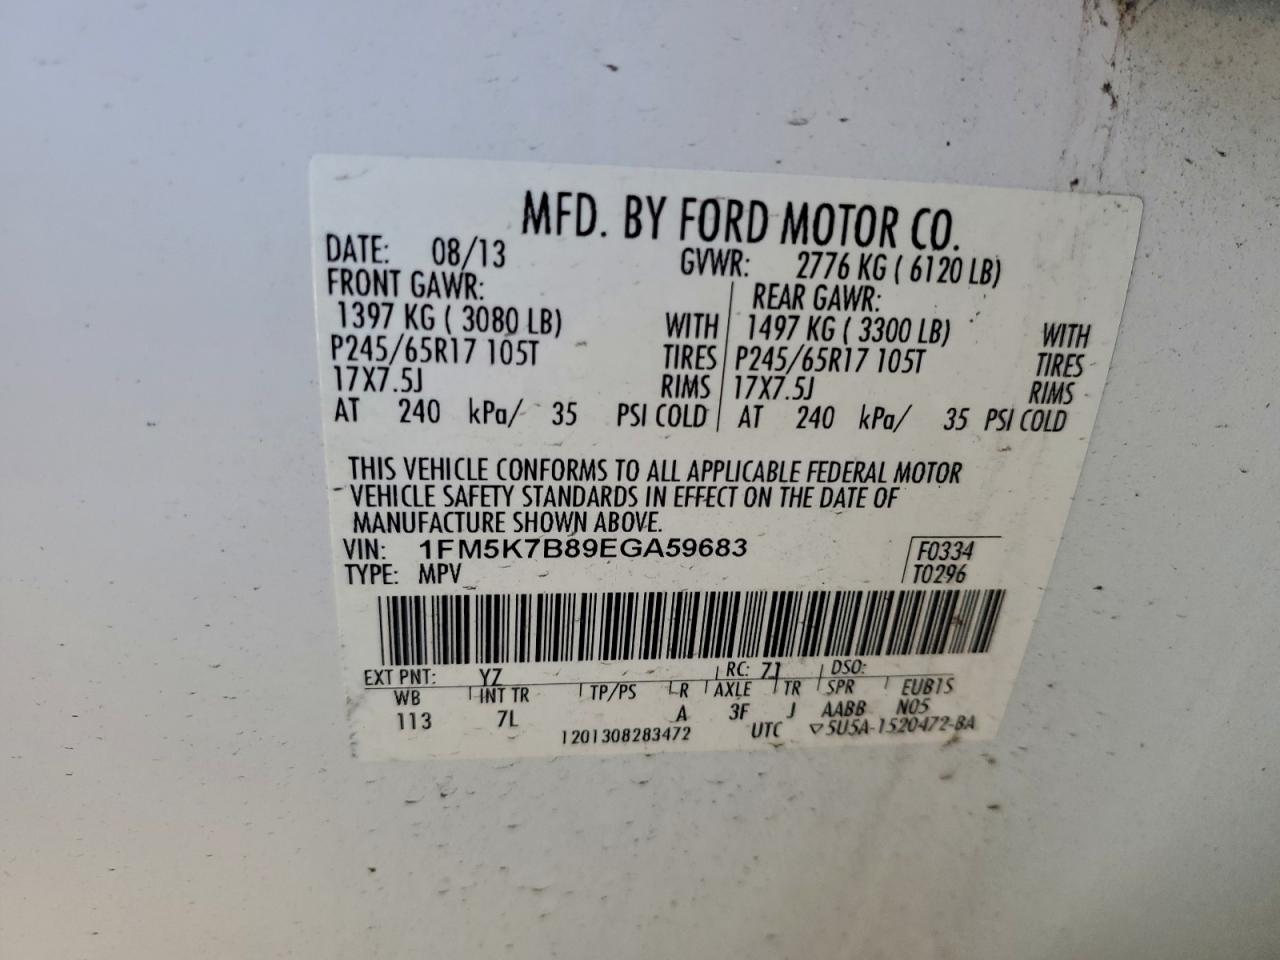 MFD. BY FORD MOTOR CO.
DATE: 08/13 GVWR: 2776 KG ( 6120 LB)
FRONT GAWR: REAR GAWR:
1397 KG ( 3080 LB) WITH 1497 KG ( 3300 LB) WITH
P245/65R17 105T TIRES P245/65R17 105T TIRES
17X7.5J RIMS 17X7.5J RIMS
AT 240 kPa/ 35 PSI COLD AT 240 kPa/ 35 PSI COLD
THIS VEHICLE CONFORMS TO ALL APPLICABLE FEDERAL MOTOR
VEHICLE SAFETY STANDARDS IN EFFECT ON THE DATE OF
MANUFACTURE SHOWN ABOVE.
VIN: 1FM5K7B89EGA59683 F0334
TYPE: MPV T0296
EXT PNT: YZ RC: 71 DSO:
WB INT TR TP/PS R AXLE TR SPR EUB1S
113 7L A 3F J AABB N05
1201308283472 UTC ▽5U5A-1520472-BA